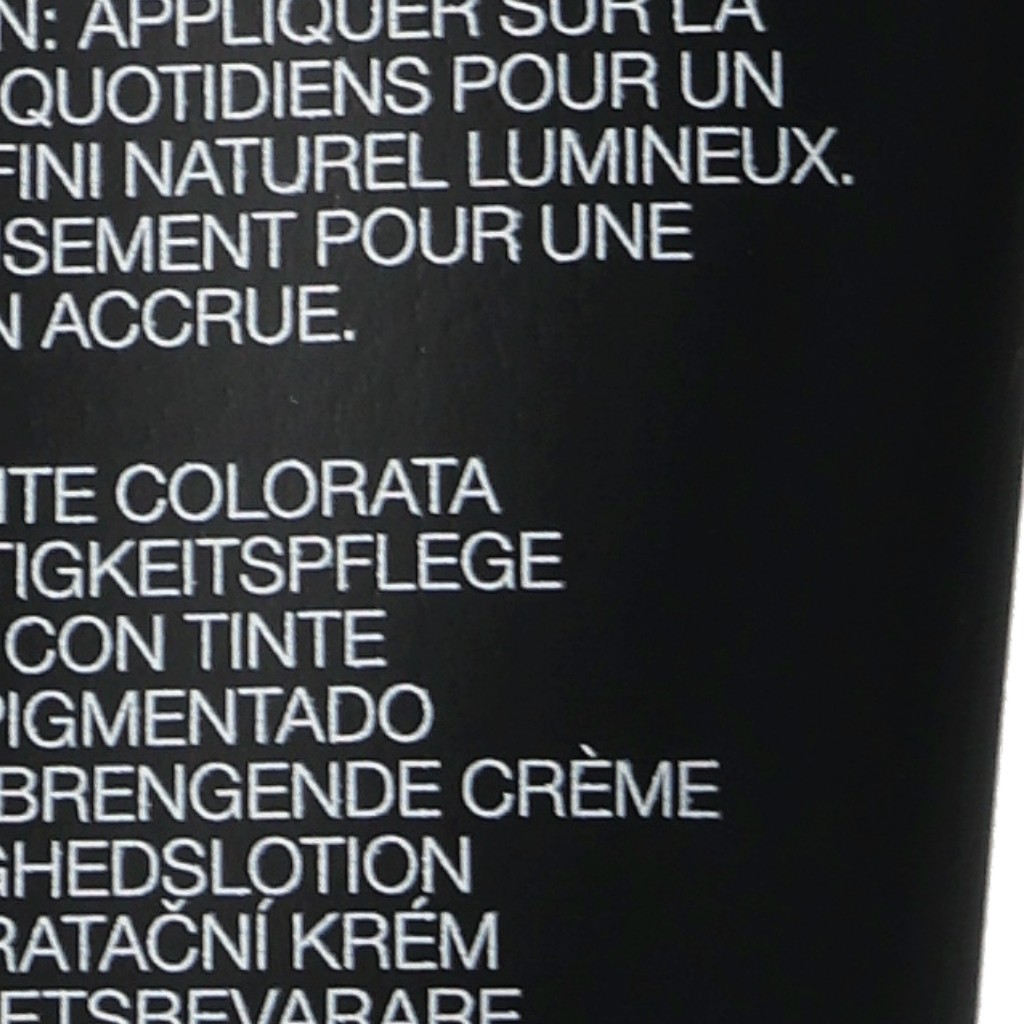 N: APPLIQUER SUR LA
QUOTIDIENS POUR UN
FINI NATUREL LUMINEUX.
SEMENT POUR UNE
N ACCRUE.
ITE COLORATA
TIGKEITSPFLEGE
CON TINTE
PIGMENTADO
BRENGENDE CRÈME
GHEDSLOTION
RATAČNÍ KRÉM
ETSBEVARARE